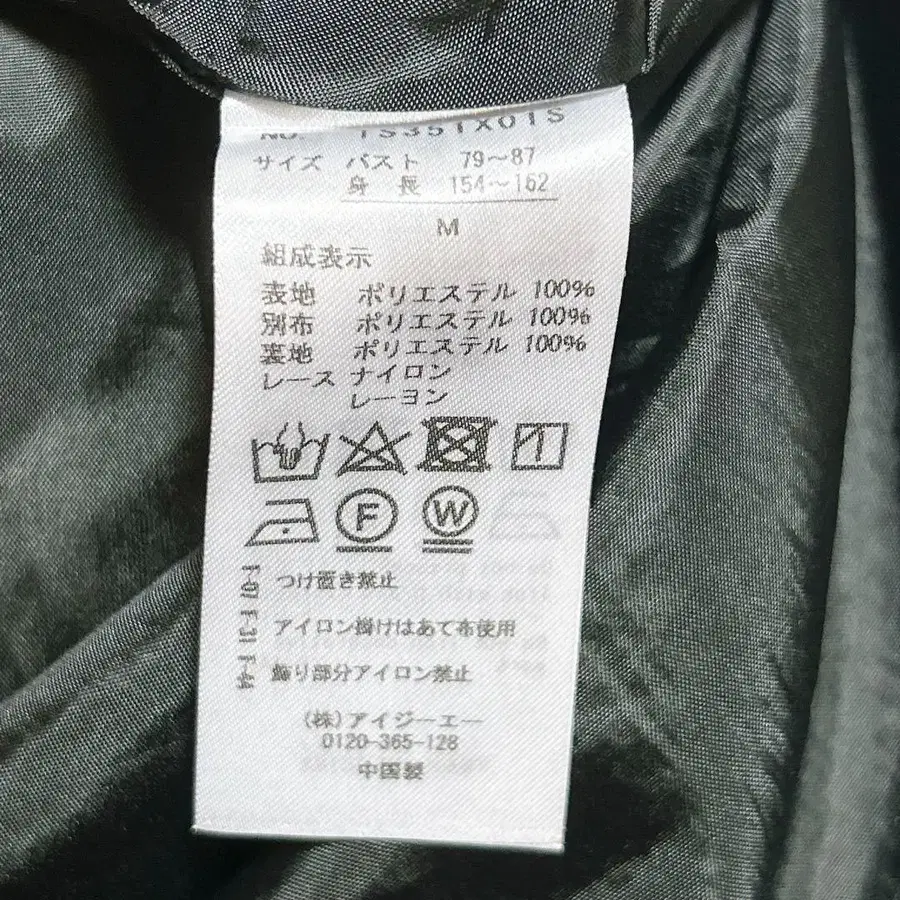 NO. TS351X01S
サイズ バスト 79～87
身 長 154～162
M
組成表示
表地 ポリエステル 100%
別布 ポリエステル 100%
裏地 ポリエステル 100%
レース ナイロン
レーヨン
F
W
F-07 つけ置き禁止
F-31 アイロン掛けはあて布使用
F-44 飾り部分アイロン禁止
(株)アイジーエー
0120-365-128
中国製